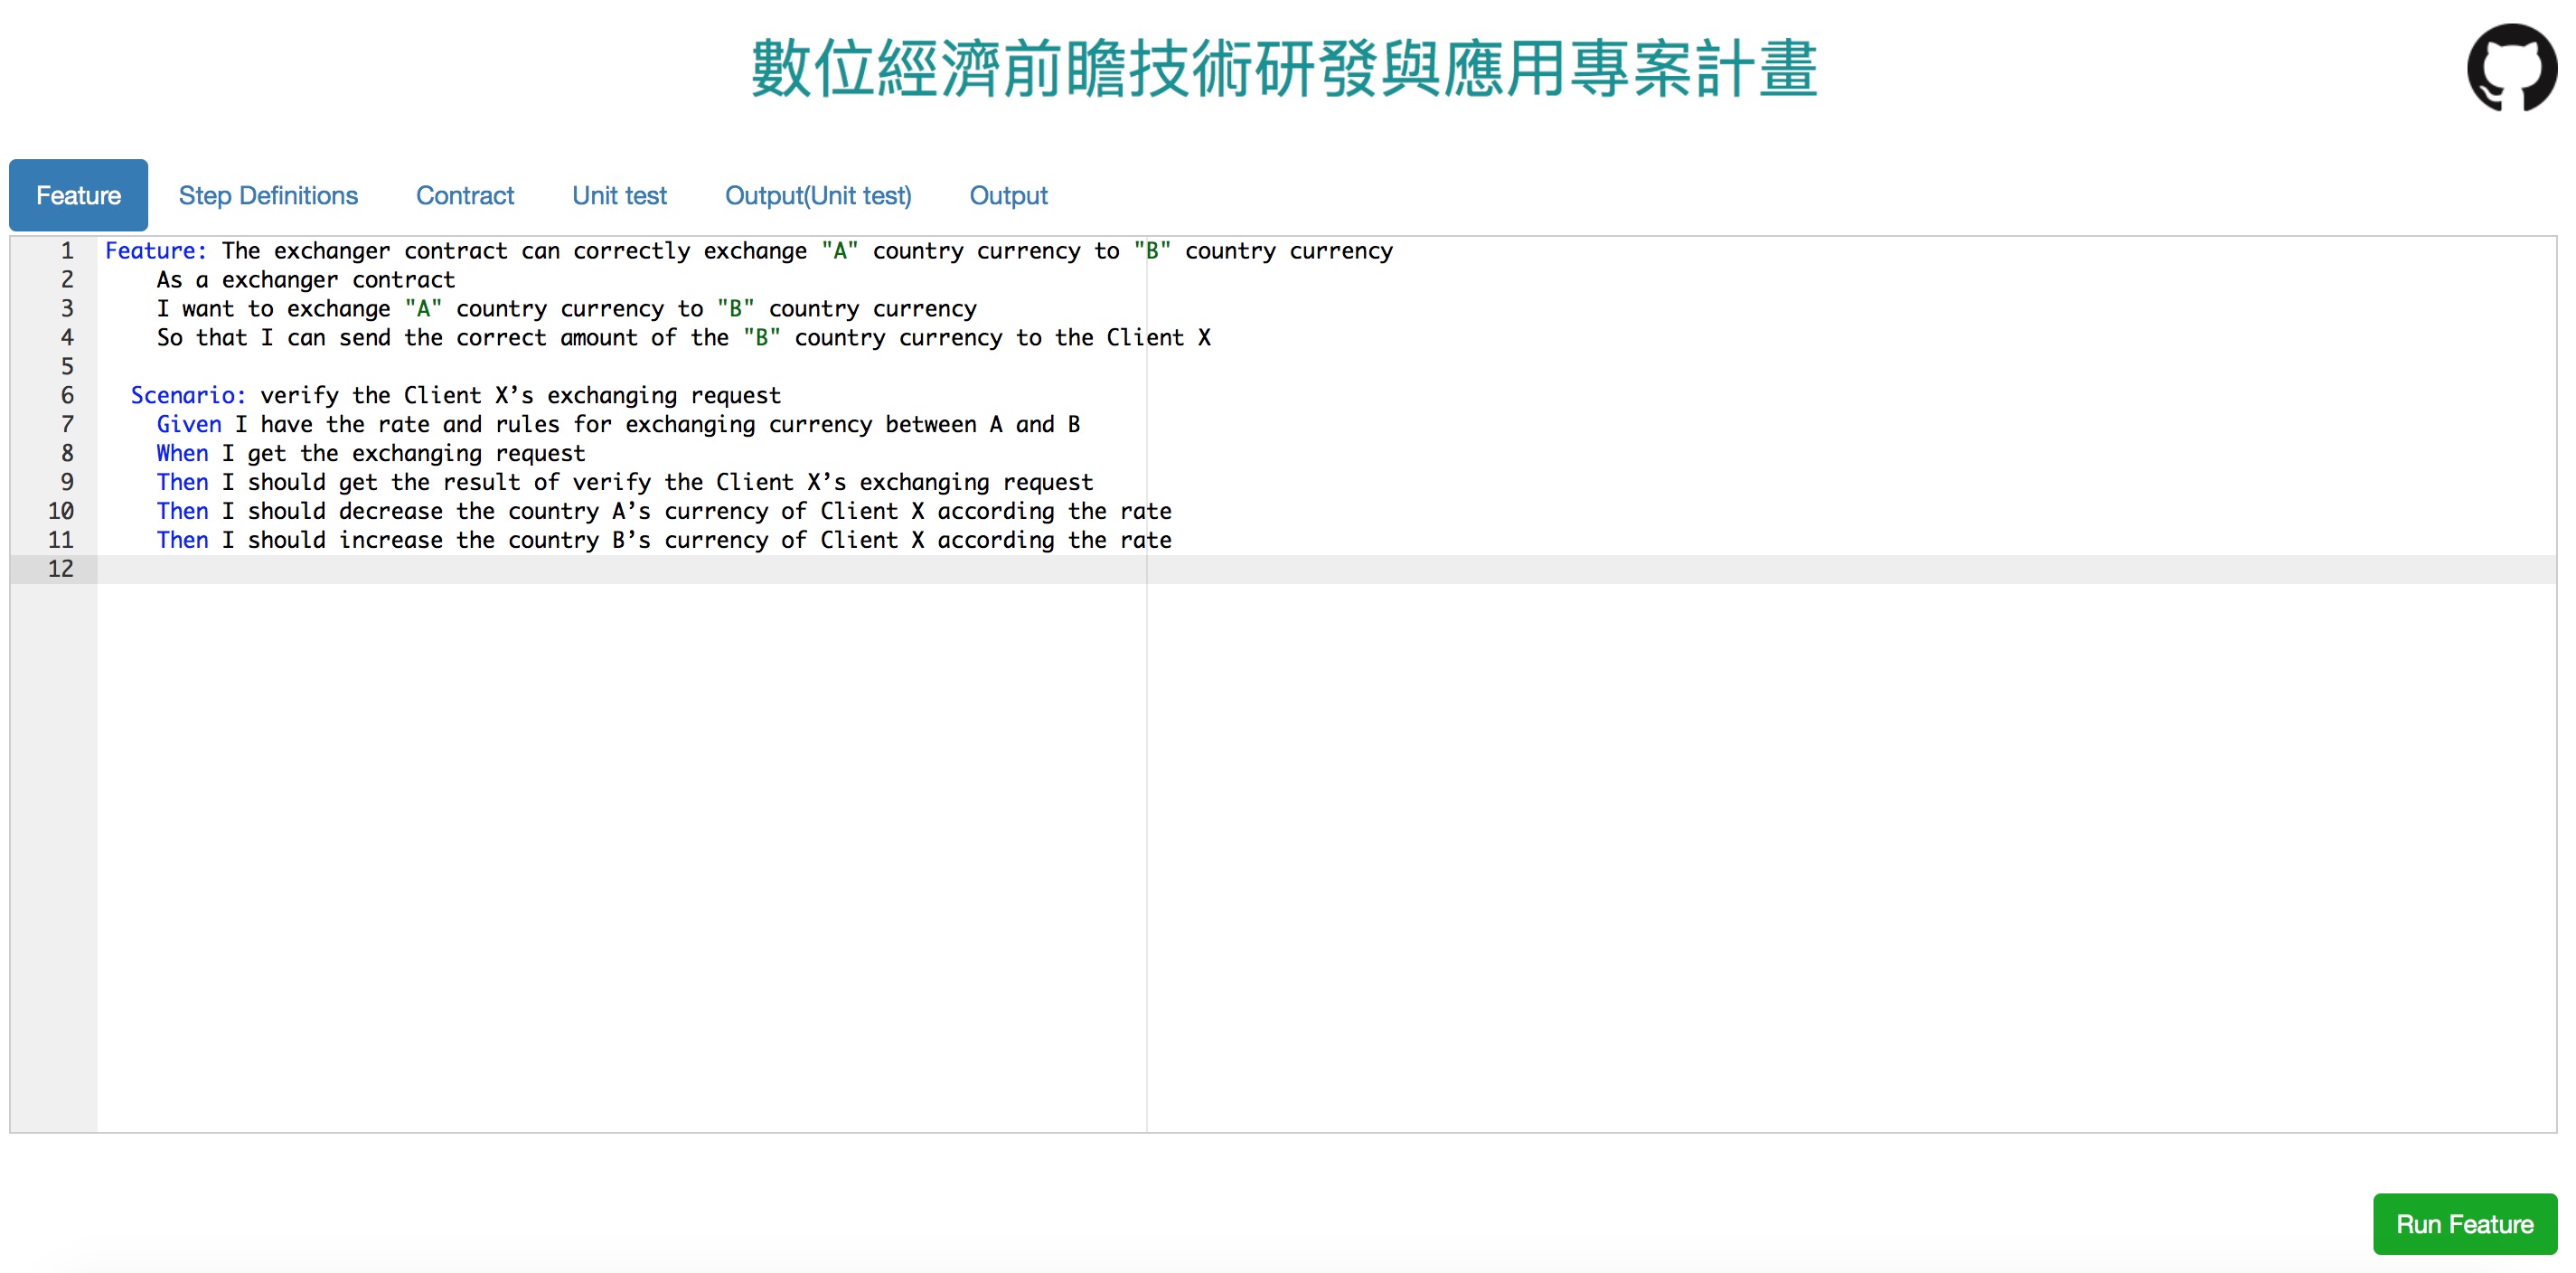 數位經濟前瞻技術研發與應用專案計畫
Feature Step Definitions Contract Unit test Output(Unit test) Output
1 Feature: The exchanger contract can correctly exchange "A" country currency to "B" country currency
2 As a exchanger contract
3 I want to exchange "A" country currency to "B" country currency
4 So that I can send the correct amount of the "B" country currency to the Client X
5
6 Scenario: verify the Client X’s exchanging request
7 Given I have the rate and rules for exchanging currency between A and B
8 When I get the exchanging request
9 Then I should get the result of verify the Client X’s exchanging request
10 Then I should decrease the country A’s currency of Client X according the rate
11 Then I should increase the country B’s currency of Client X according the rate
12
Run Feature